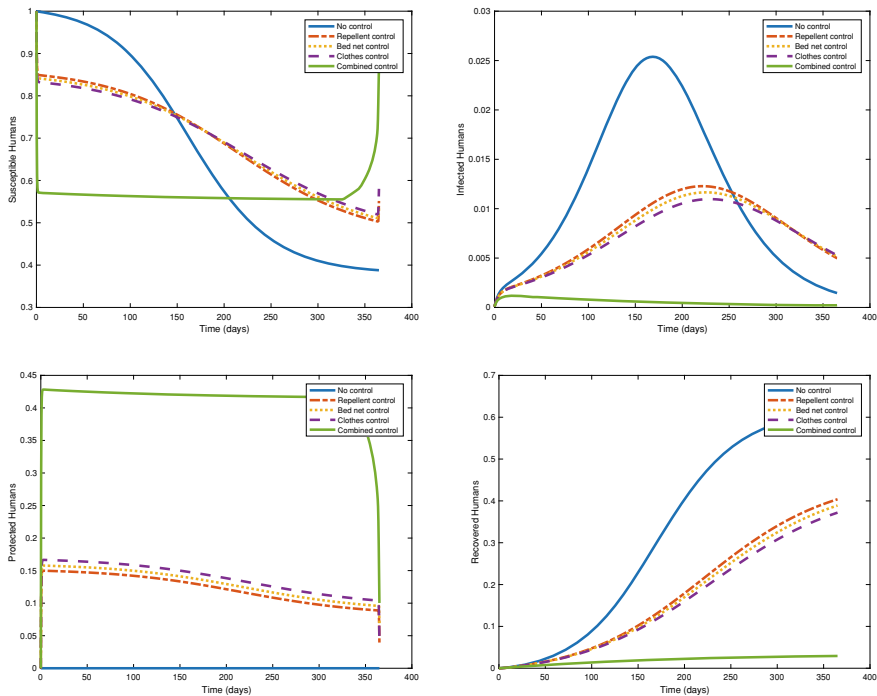 1
0.9
0.8
0.7
0.6
0.5
0.4
0.3
Susceptible Humans
0 50 100 150 200 250 300 350 400
Time (days)
No control
Repellent control
Bed net control
Clothes control
Combined control
0.03
0.025
0.02
0.015
0.01
0.005
0
Infected Humans
0 50 100 150 200 250 300 350 400
Time (days)
No control
Repellent control
Bed net control
Clothes control
Combined control
0.45
0.4
0.35
0.3
0.25
0.2
0.15
0.1
0.05
0
Protected Humans
0 50 100 150 200 250 300 350 400
Time (days)
No control
Repellent control
Bed net control
Clothes control
Combined control
0.7
0.6
0.5
0.4
0.3
0.2
0.1
0
Recovered Humans
0 50 100 150 200 250 300 350 400
Time (days)
No control
Repellent control
Bed net control
Clothes control
Combined control